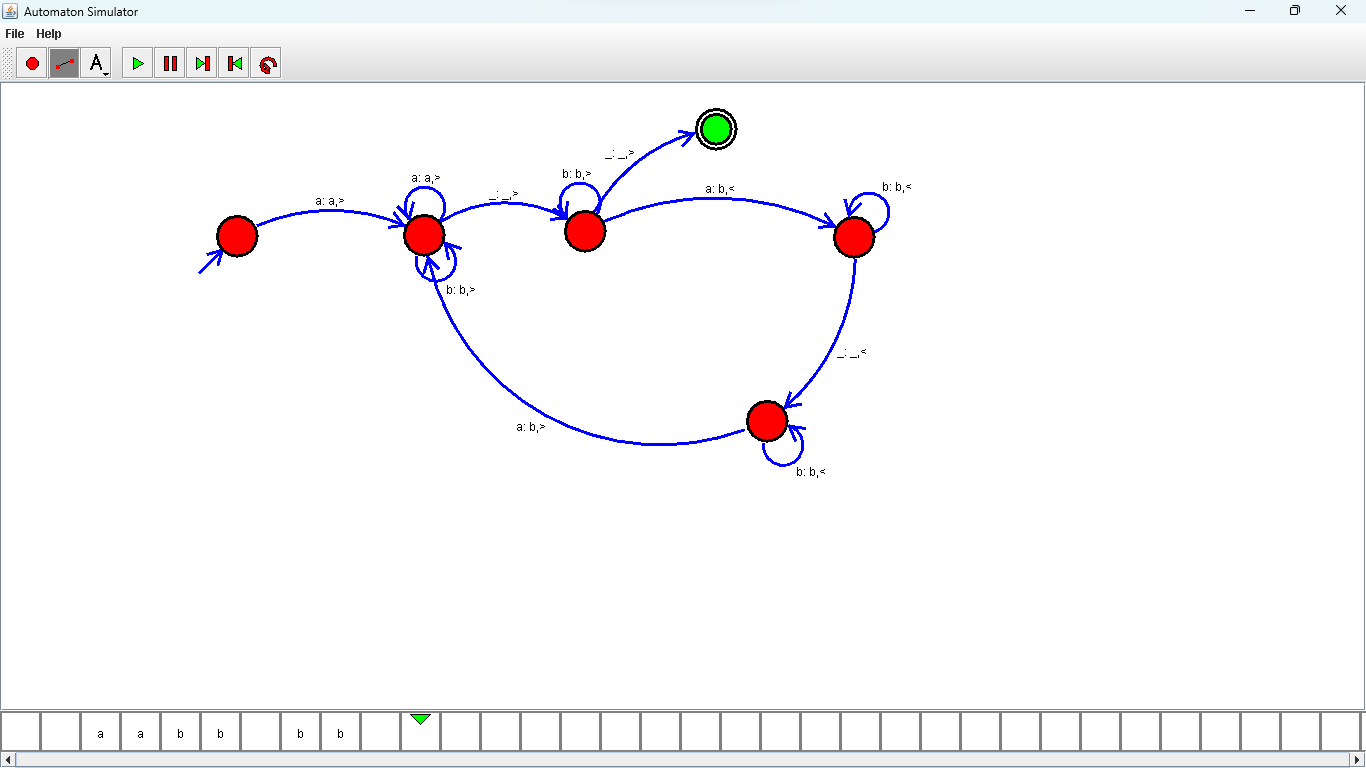 Automaton Simulator
File Help
A
_: _,>
b: b,>
a: a,>
b: b,<
a: b,<
_: _,>
a: a,>
b: b,>
_: _,<
a: b,>
b: b,<
a a b b b b